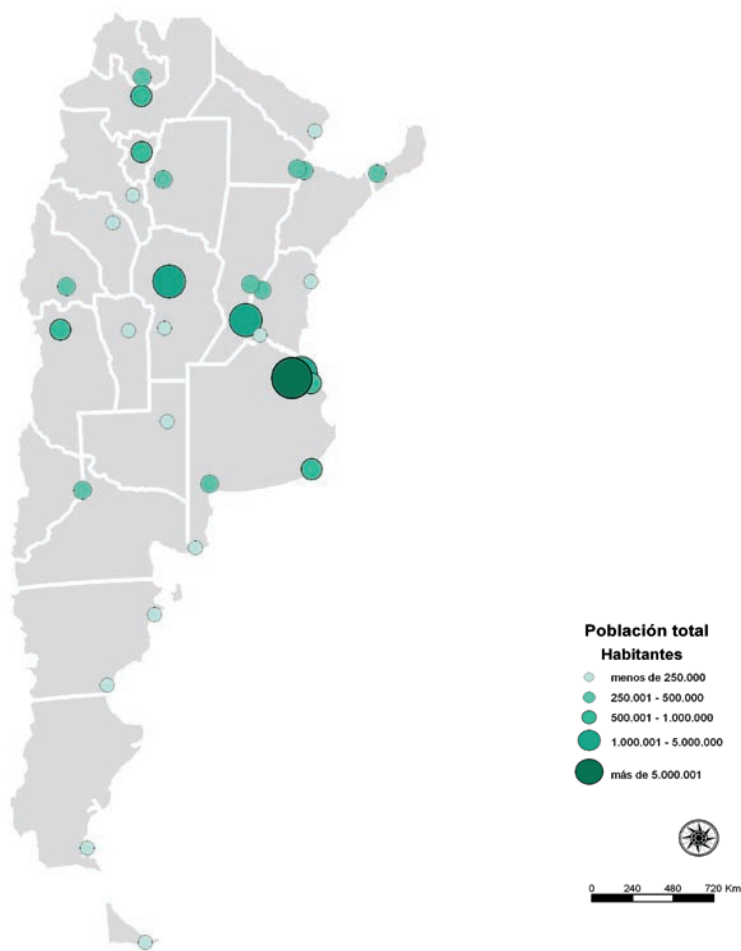 Población total
Habitantes
menos de 250.000
250.001 - 500.000
500.001 - 1.000.000
1.000.001 - 5.000.000
más de 5.000.001
0 240 480 720 Km